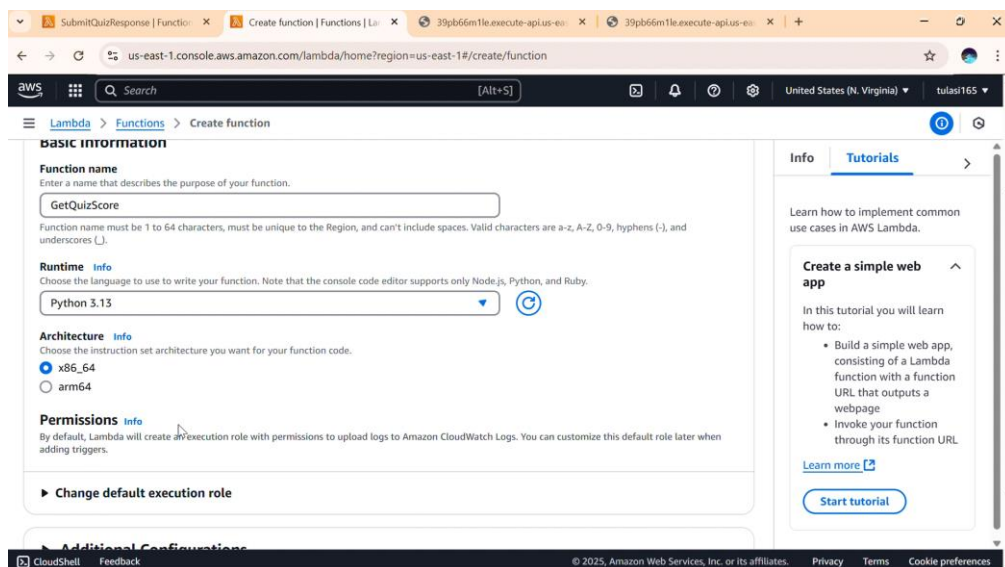 SubmitQuizResponse | Function
Create function | Functions | La
39pb66m1le.execute-api.us-ea
39pb66m1le.execute-api.us-ea
us-east-1.console.aws.amazon.com/lambda/home?region=us-east-1#/create/function
aws
Search
[Alt+S]
United States (N. Virginia)
tulasi165
Lambda > Functions > Create function
Basic information
Function name
Enter a name that describes the purpose of your function.
GetQuizScore
Function name must be 1 to 64 characters, must be unique to the Region, and can't include spaces. Valid characters are a-z, A-Z, 0-9, hyphens (-), and
underscores (_).
Runtime Info
Choose the language to use to write your function. Note that the console code editor supports only Node.js, Python, and Ruby.
Python 3.13
Architecture Info
Choose the instruction set architecture you want for your function code.
x86_64
arm64
Permissions Info
By default, Lambda will create an execution role with permissions to upload logs to Amazon CloudWatch Logs. You can customize this default role later when
adding triggers.
Change default execution role
Additional Configurations
Info
Tutorials
Learn how to implement common
use cases in AWS Lambda.
Create a simple web
app
In this tutorial you will learn
how to:
• Build a simple web app,
consisting of a Lambda
function with a function
URL that outputs a
webpage
• Invoke your function
through its function URL
Learn more
Start tutorial
CloudShell
Feedback
© 2025, Amazon Web Services, Inc. or its affiliates.
Privacy
Terms
Cookie preferences